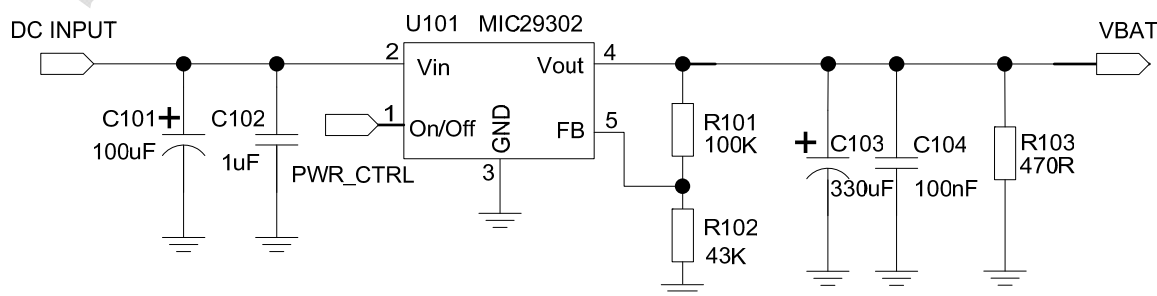 DC INPUT
U101 MIC29302
VBAT
2
Vin
Vout
4
C101
+
100uF
C102
1uF
1
On/Off
PWR_CTRL
GND
3
FB
5
R101
100K
R102
43K
+
C103
330uF
C104
100nF
R103
470R